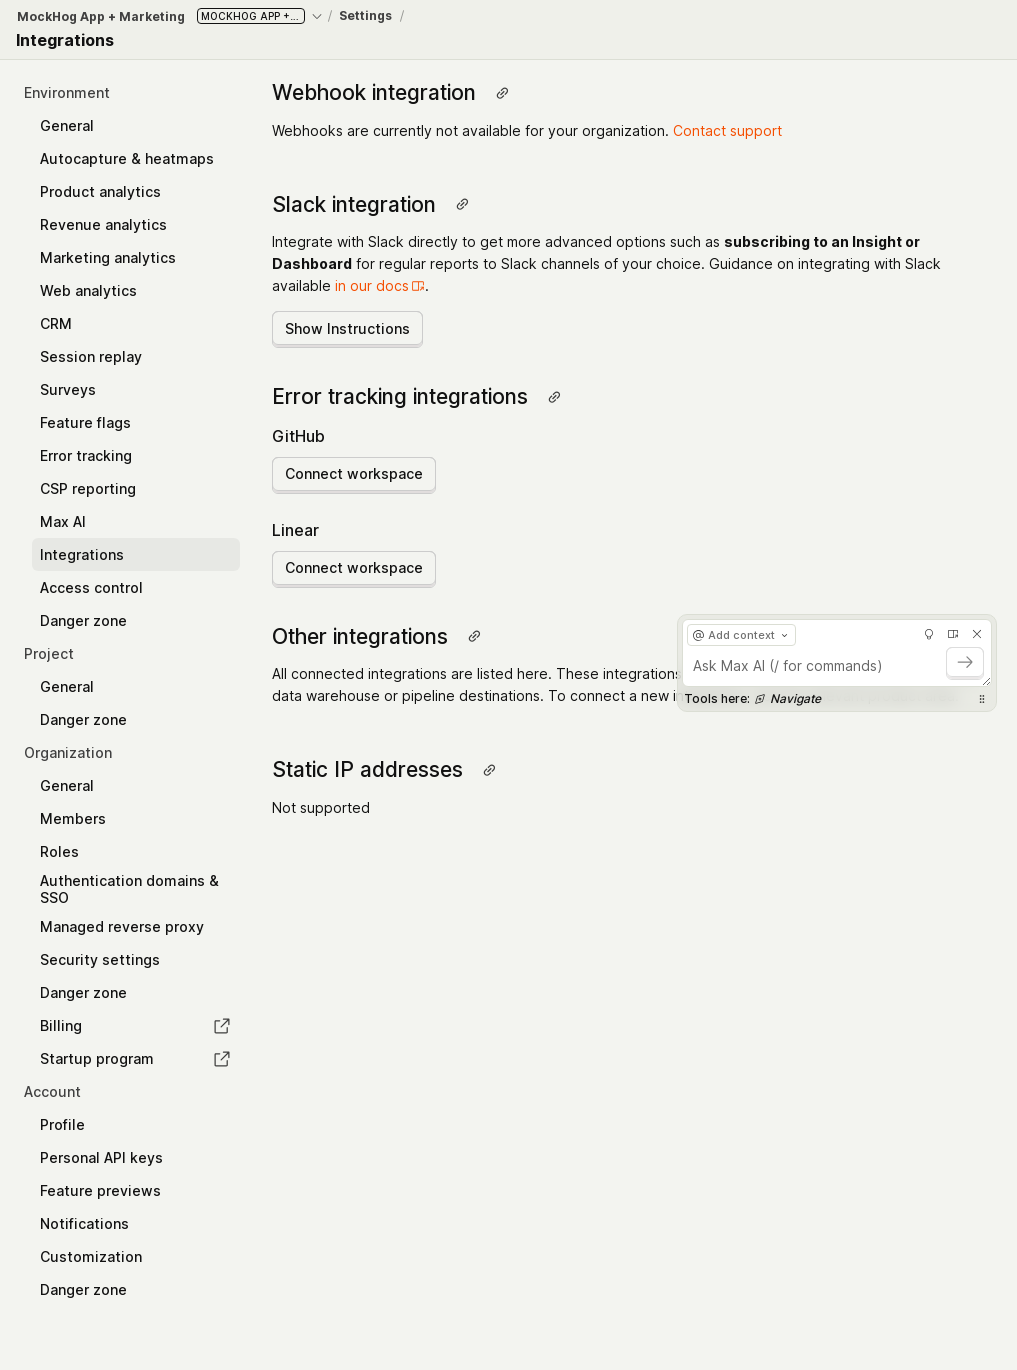 MockHog App + Marketing MOCKHOG APP +... / Settings /
Integrations
Environment
General
Autocapture & heatmaps
Product analytics
Revenue analytics
Marketing analytics
Web analytics
CRM
Session replay
Surveys
Feature flags
Error tracking
CSP reporting
Max AI
Integrations
Access control
Danger zone
Project
General
Danger zone
Organization
General
Members
Roles
Authentication domains &
SSO
Managed reverse proxy
Security settings
Danger zone
Billing
Startup program
Account
Profile
Personal API keys
Feature previews
Notifications
Customization
Danger zone
Webhook integration
Webhooks are currently not available for your organization. Contact support
Slack integration
Integrate with Slack directly to get more advanced options such as subscribing to an Insight or
Dashboard for regular reports to Slack channels of your choice. Guidance on integrating with Slack
available in our docs.
Show Instructions
Error tracking integrations
GitHub
Connect workspace
Linear
Connect workspace
Other integrations
All connected integrations are listed here. These integrations
data warehouse or pipeline destinations. To connect a new
Static IP addresses
Not supported
@ Add context
Ask Max AI (/ for commands)
Tools here: Navigate